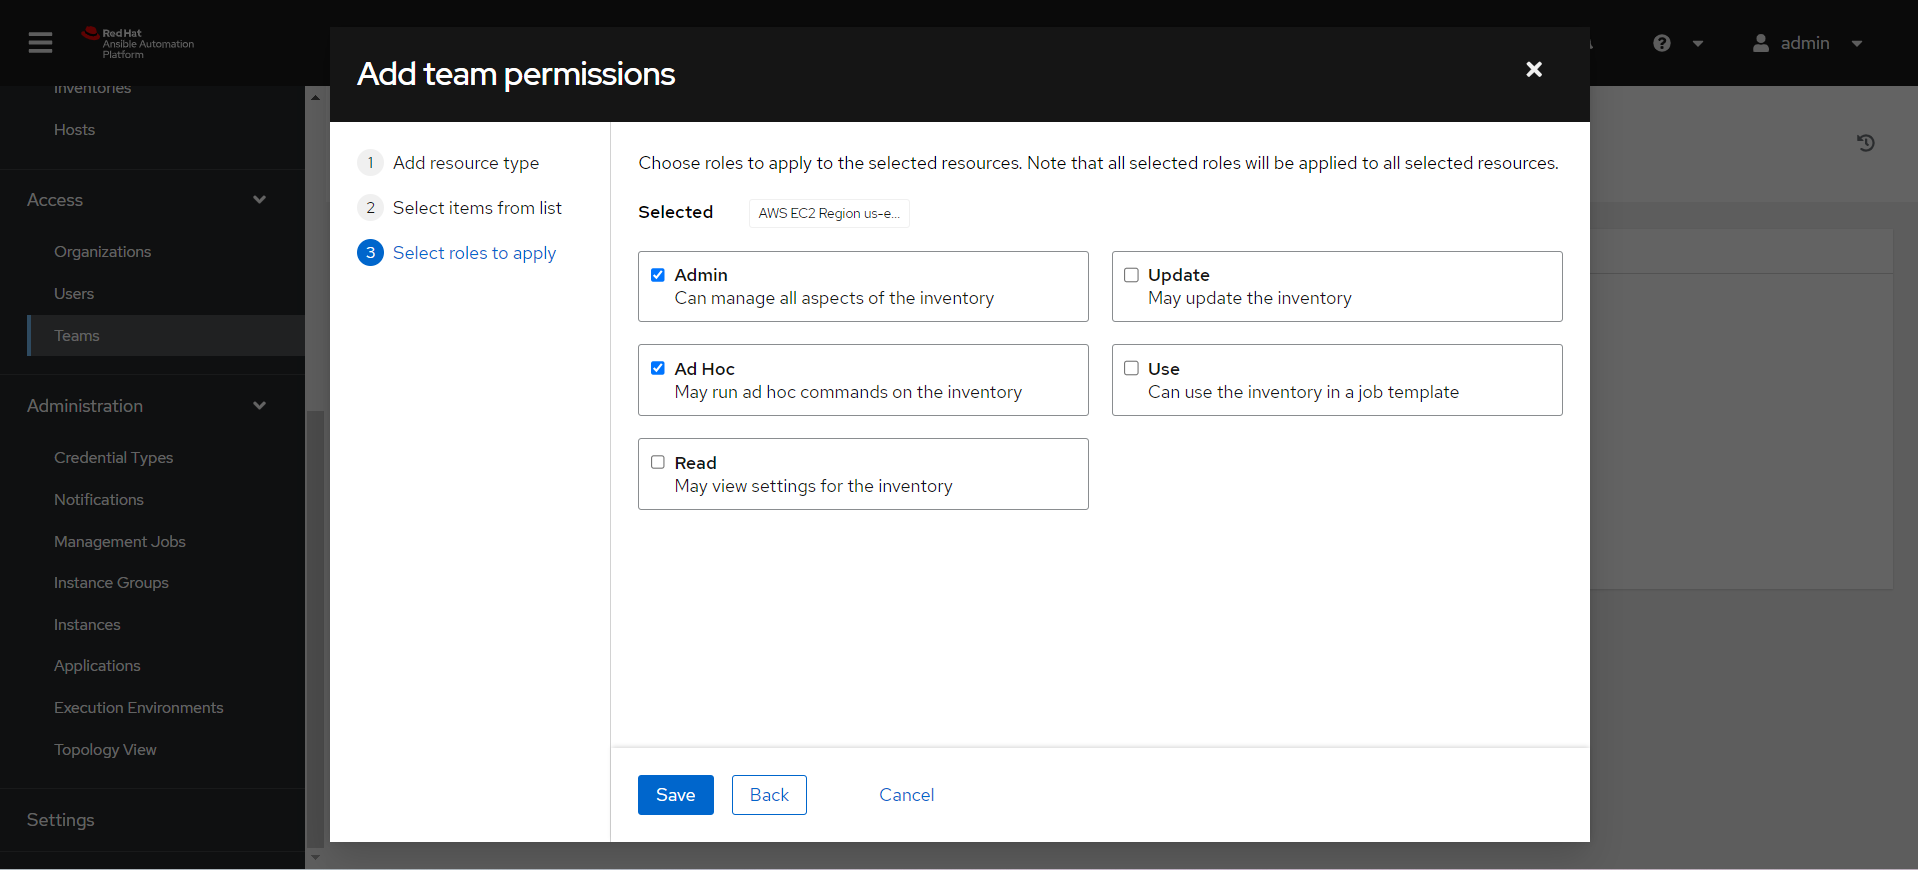 Red Hat
Ansible Automation
Platform
admin
Inventories
Hosts
Access
Organizations
Users
Teams
Administration
Credential Types
Notifications
Management Jobs
Instance Groups
Instances
Applications
Execution Environments
Topology View
Settings
Add team permissions
1 Add resource type
2 Select items from list
3 Select roles to apply
Choose roles to apply to the selected resources. Note that all selected roles will be applied to all selected resources.
Selected AWS EC2 Region us-e...
Admin
Can manage all aspects of the inventory
Update
May update the inventory
Ad Hoc
May run ad hoc commands on the inventory
Use
Can use the inventory in a job template
Read
May view settings for the inventory
Save Back Cancel